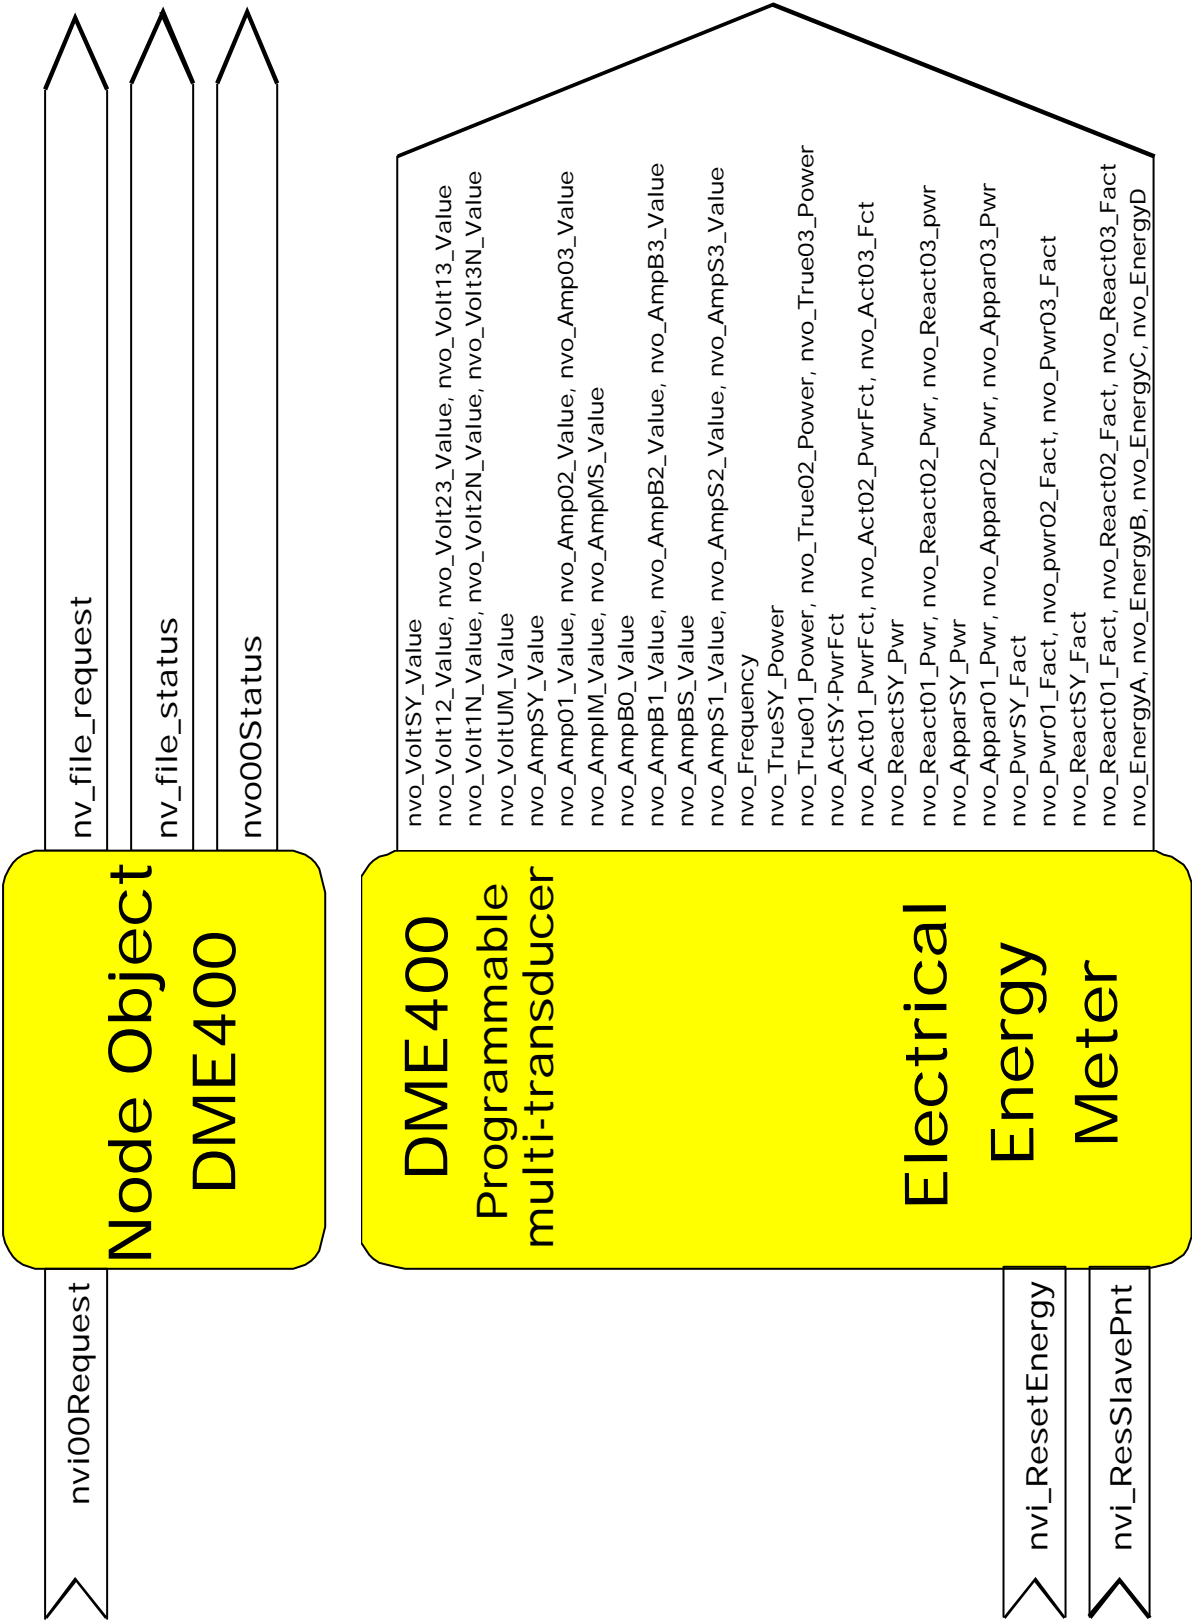 nvi00Request
Node Object
DME400
nv_file_request
nv_file_status
nvo00Status
DME400
Programmable
multi-transducer
Electrical
Energy
Meter
nvi_ResetEnergy
nvi_ResSlavePnt
nvo_VoltSY_Value
nvo_Volt12_Value, nvo_Volt23_Value, nvo_Volt13_Value
nvo_Volt1N_Value, nvo_Volt2N_Value, nvo_Volt3N_Value
nvo_VoltUM_Value
nvo_AmpSY_Value
nvo_Amp01_Value, nvo_Amp02_Value, nvo_Amp03_Value
nvo_AmpIM_Value, nvo_AmpMS_Value
nvo_AmpB0_Value
nvo_AmpB1_Value, nvo_AmpB2_Value, nvo_AmpB3_Value
nvo_AmpBS_Value
nvo_AmpS1_Value, nvo_AmpS2_Value, nvo_AmpS3_Value
nvo_Frequency
nvo_TrueSY_Power
nvo_True01_Power, nvo_True02_Power, nvo_True03_Power
nvo_ActSY-PwrFct
nvo_Act01_PwrFct, nvo_Act02_PwrFct, nvo_Act03_Fct
nvo_ReactSY_Pwr
nvo_React01_Pwr, nvo_React02_Pwr, nvo_React03_pwr
nvo_ApparSY_Pwr
nvo_Appar01_Pwr, nvo_Appar02_Pwr, nvo_Appar03_Pwr
nvo_PwrSY_Fact
nvo_Pwr01_Fact, nvo_pwr02_Fact, nvo_Pwr03_Fact
nvo_ReactSY_Fact
nvo_React01_Fact, nvo_React02_Fact, nvo_React03_Fact
nvo_EnergyA, nvo_EnergyB, nvo_EnergyC, nvo_EnergyD